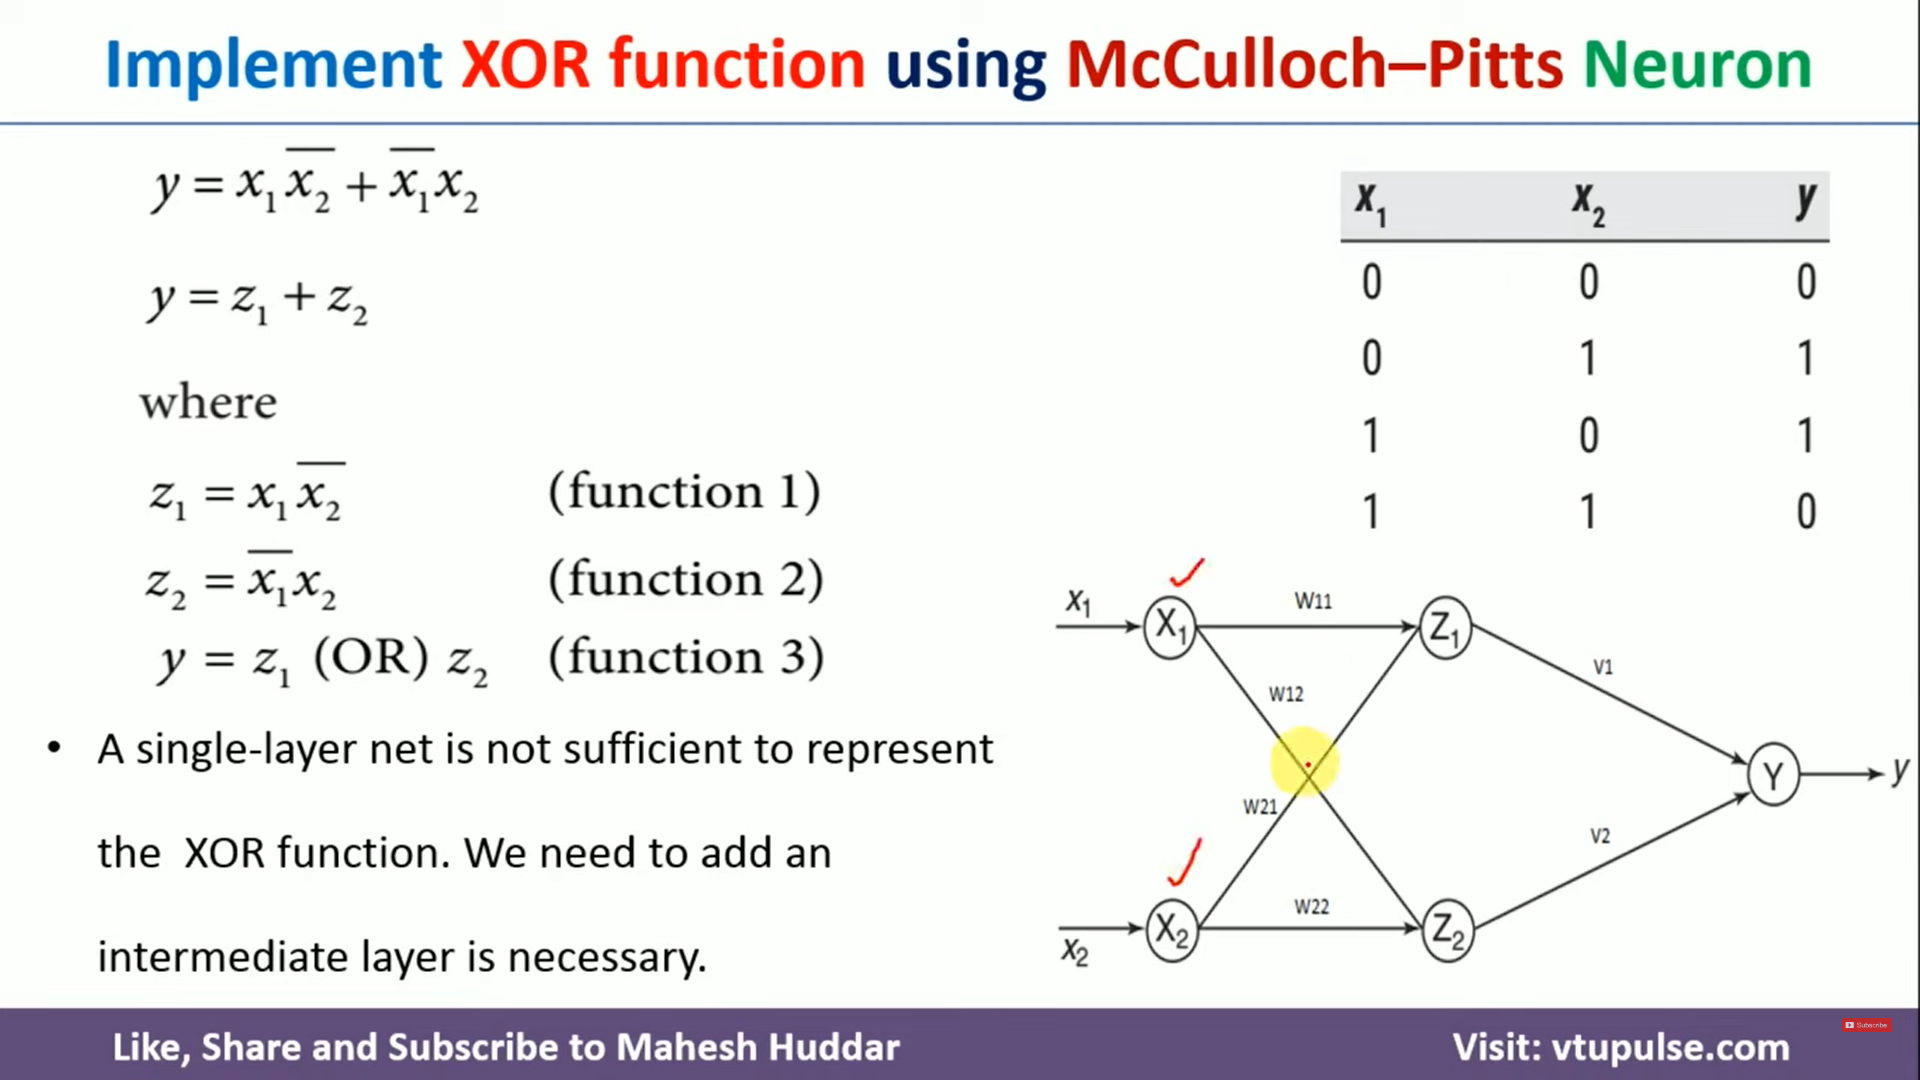 Implement XOR function using McCulloch–Pitts Neuron
y = x₁x̅₂ + x̅₁x₂
y = z₁ + z₂
where
z₁ = x₁x̅₂ (function 1)
z₂ = x̅₁x₂ (function 2)
y = z₁ (OR) z₂ (function 3)
• A single-layer net is not sufficient to represent
the XOR function. We need to add an
intermediate layer is necessary.
x₁ x₂ y
0 0 0
0 1 1
1 0 1
1 1 0
x₁ X₁ W11 Z₁
V1
W12
Y y
W21
V2
x₂ X₂ W22 Z₂
Like, Share and Subscribe to Mahesh Huddar
Visit: vtupulse.com
Subscribe